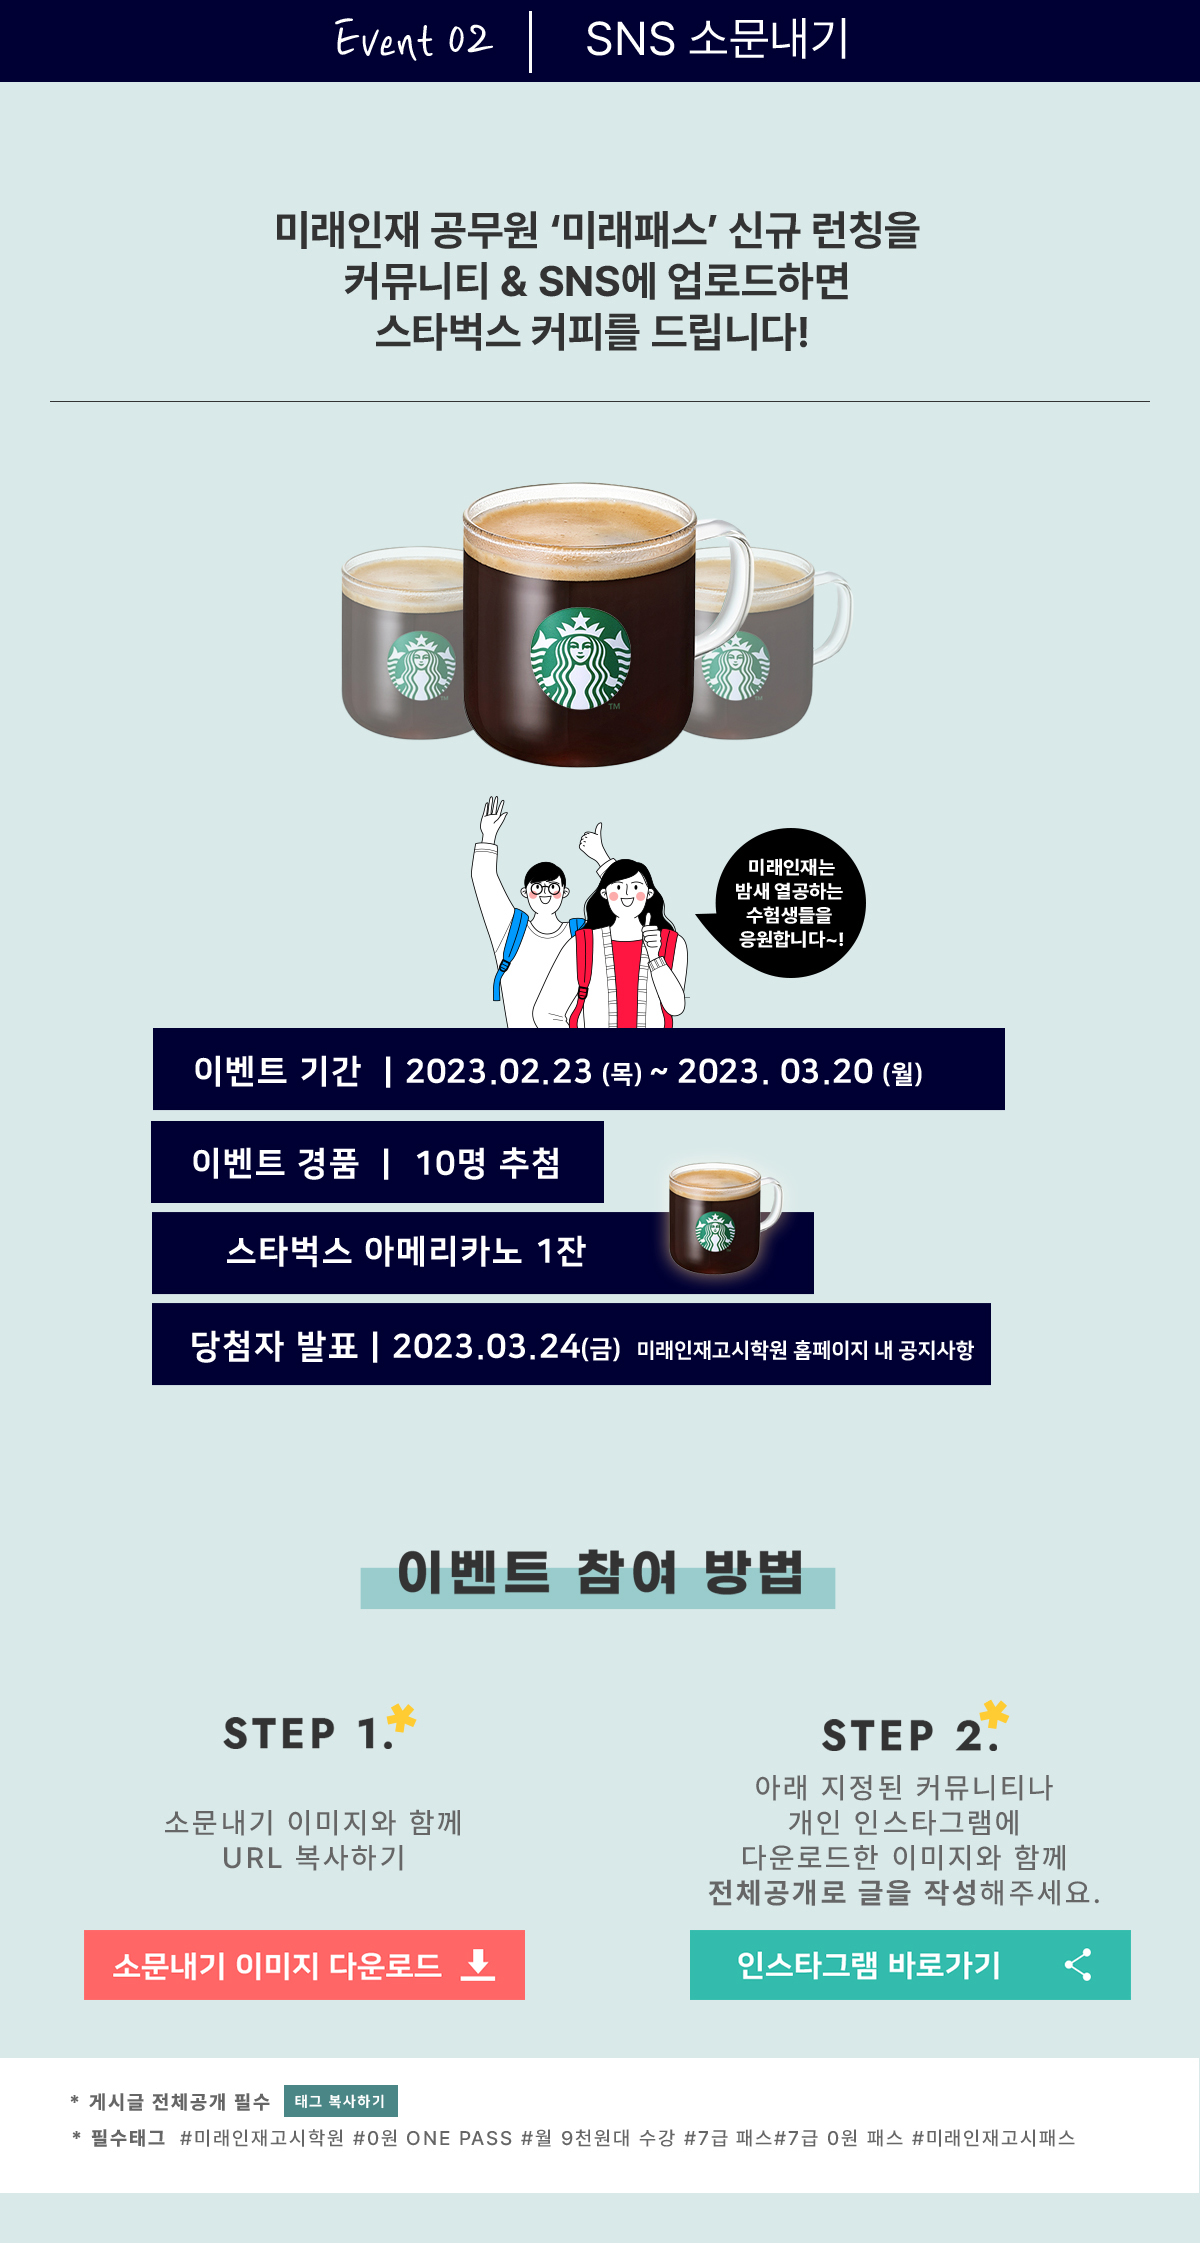 Event 02 | SNS 소문내기
미래인재 공무원 ‘미래패스’ 신규 런칭을
커뮤니티 & SNS에 업로드하면
스타벅스 커피를 드립니다!
TM
TM
TM
미래인재는
밤새 열공하는
수험생들을
응원합니다~!
이벤트 기간 | 2023.02.23 (목) ~ 2023. 03.20 (월)
이벤트 경품 | 10명 추첨
스타벅스 아메리카노 1잔
당첨자 발표 | 2023.03.24(금) 미래인재고시학원 홈페이지 내 공지사항
이벤트 참여 방법
STEP 1.
소문내기 이미지와 함께
URL 복사하기
소문내기 이미지 다운로드
STEP 2.
아래 지정된 커뮤니티나
개인 인스타그램에
다운로드한 이미지와 함께
전체공개로 글을 작성해주세요.
인스타그램 바로가기
* 게시글 전체공개 필수 태그 복사하기
* 필수태그 #미래인재고시학원 #0원 ONE PASS #월 9천원대 수강 #7급 패스#7급 0원 패스 #미래인재고시패스